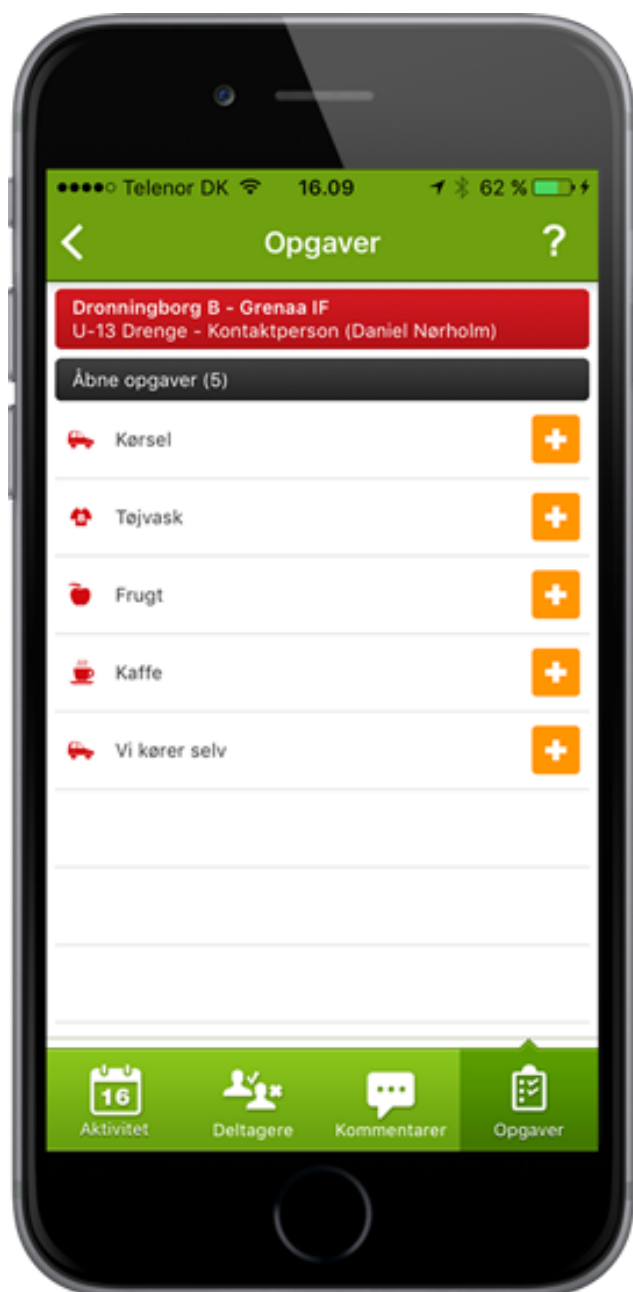 Telenor DK 16.09 62 %
Opgaver ?
Dronningborg B - Grenaa IF
U-13 Drenge - Kontaktperson (Daniel Nørholm)
Åbne opgaver (5)
Kørsel
Tøjvask
Frugt
Kaffe
Vi kører selv
16
Aktivitet Deltagere Kommentarer Opgaver